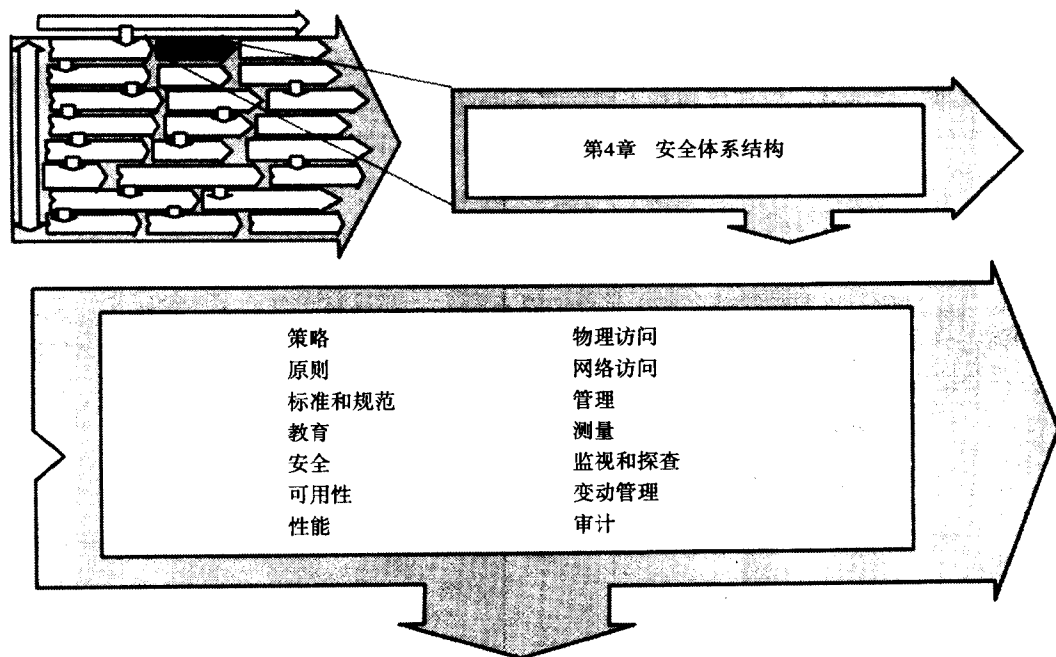 第4章 安全体系结构
策略
原则
标准和规范
教育
安全
可用性
性能
物理访问
网络访问
管理
测量
监视和探查
变动管理
审计